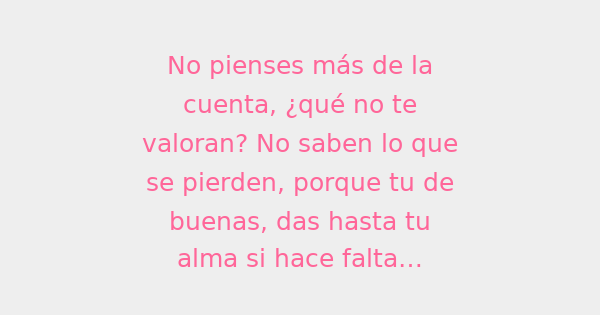 No pienses más de la
cuenta, ¿qué no te
valoran? No saben lo que
se pierden, porque tu de
buenas, das hasta tu
alma si hace falta...